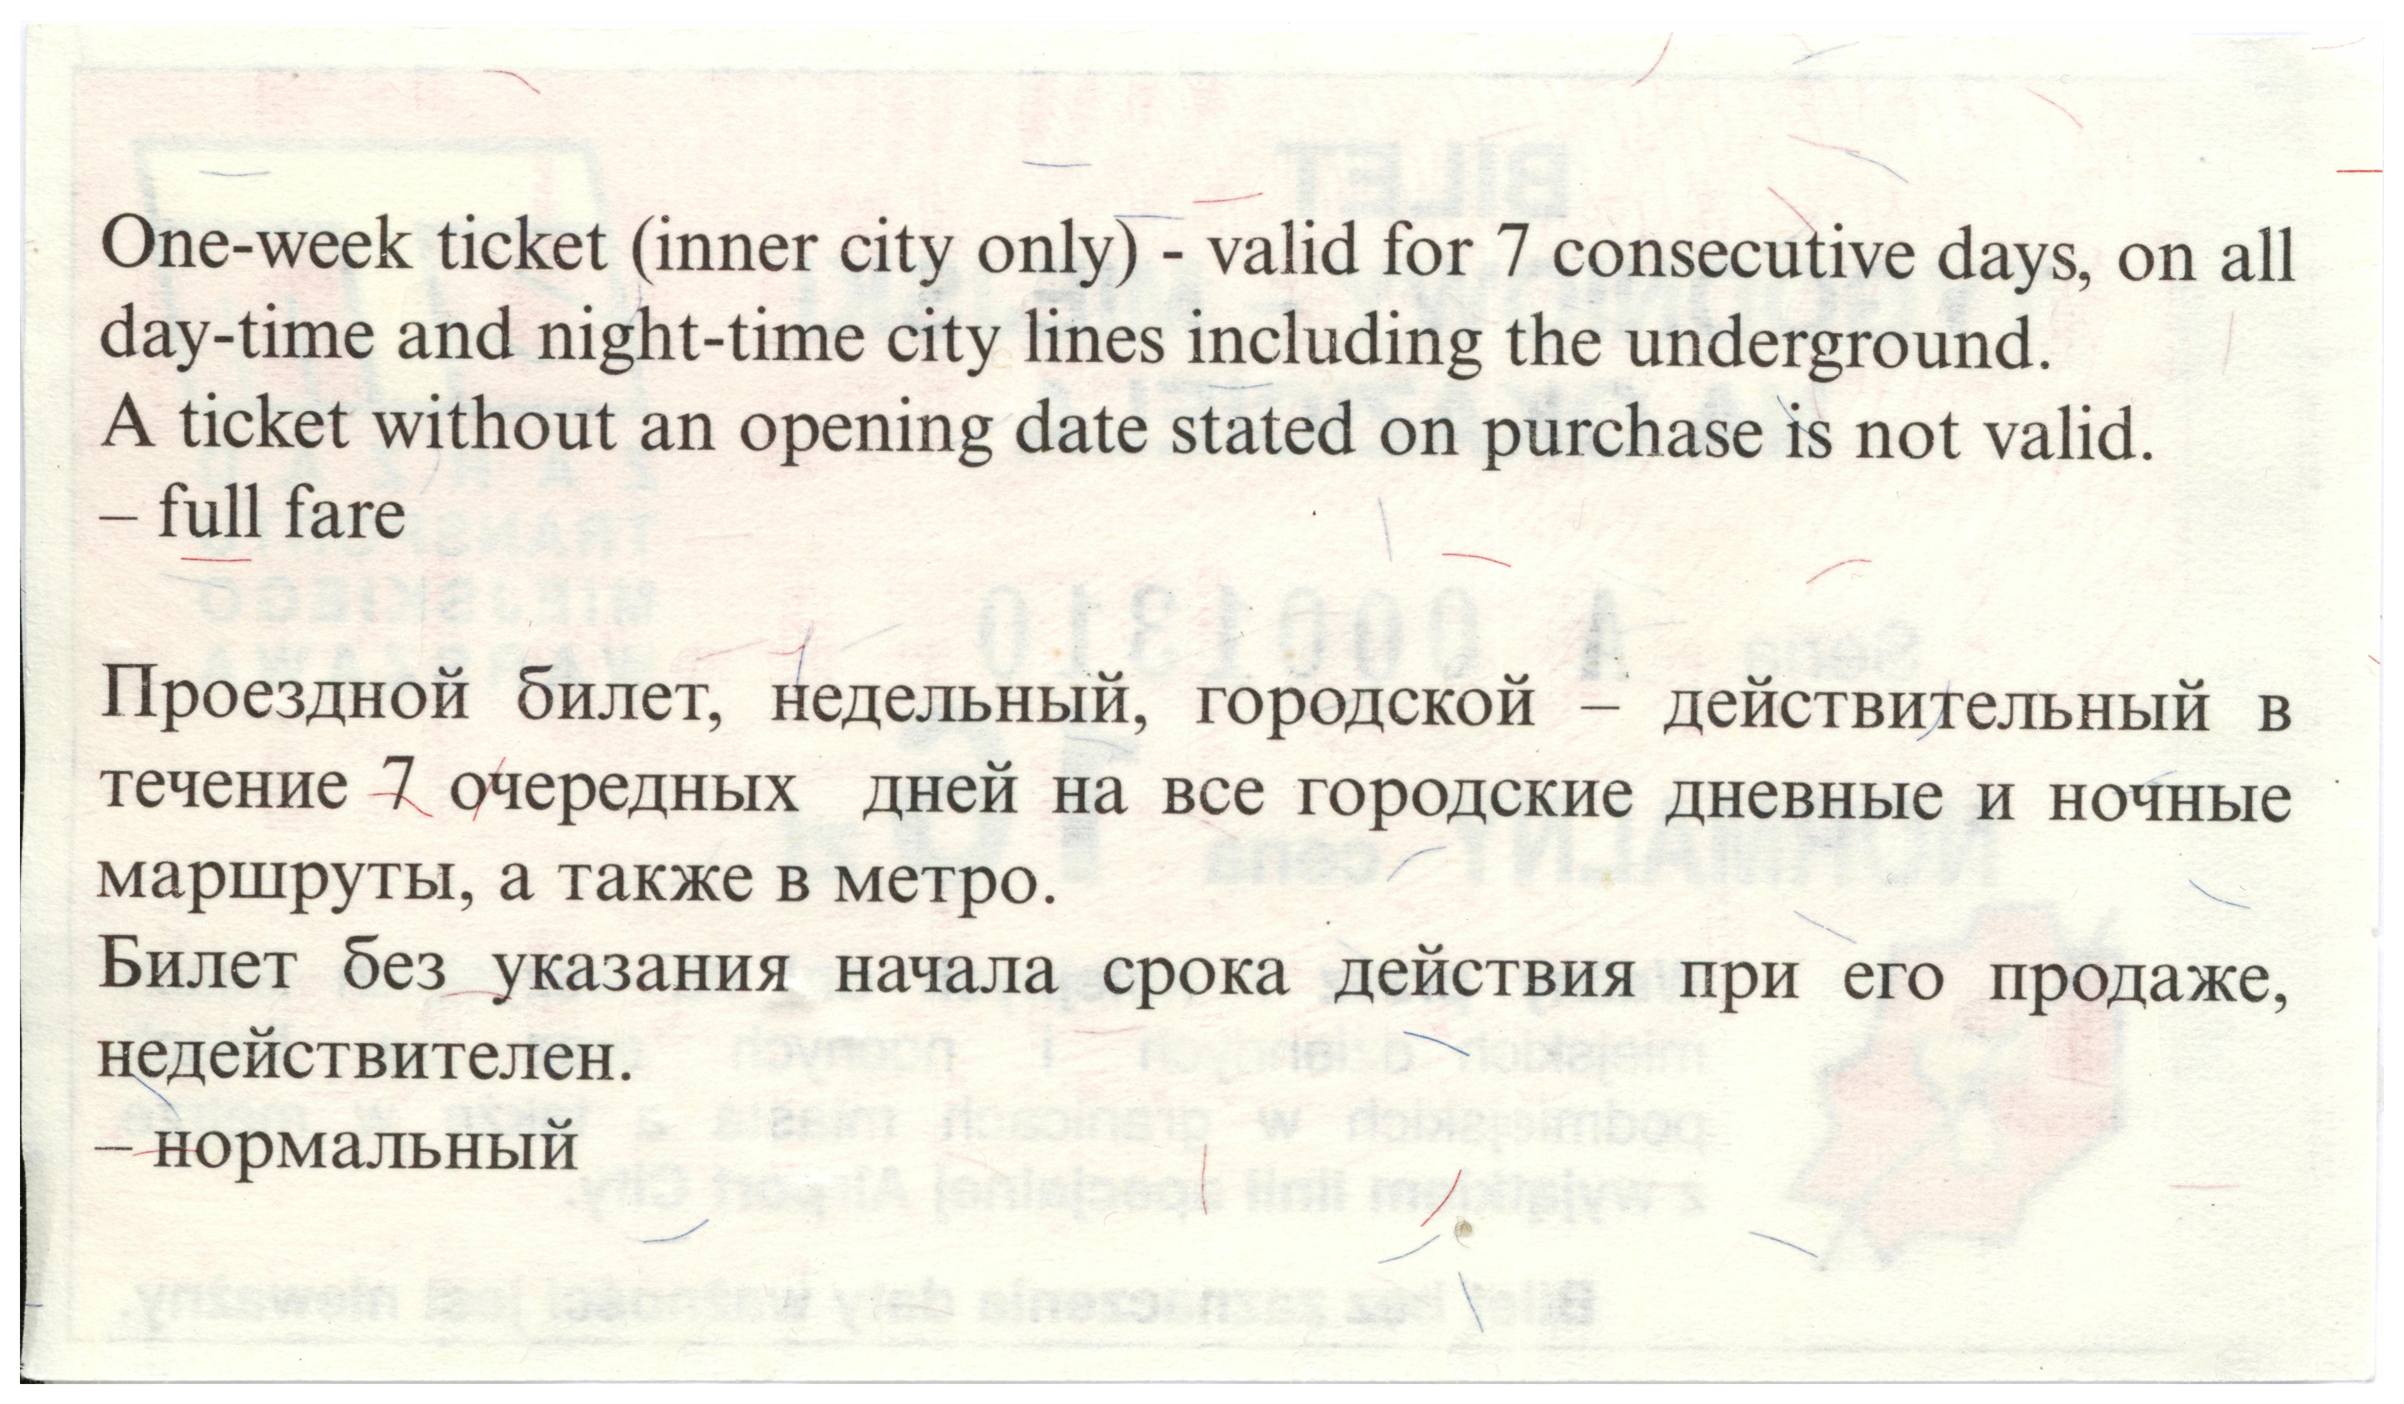 One-week ticket (inner city only) - valid for 7 consecutive days, on all
day-time and night-time city lines including the underground.
A ticket without an opening date stated on purchase is not valid.
– full fare
Проездной билет, недельный, городской – действительный в
течение 7 очередных дней на все городские дневные и ночные
маршруты, а также в метро.
Билет без указания начала срока действия при его продаже,
недействителен.
– нормальный